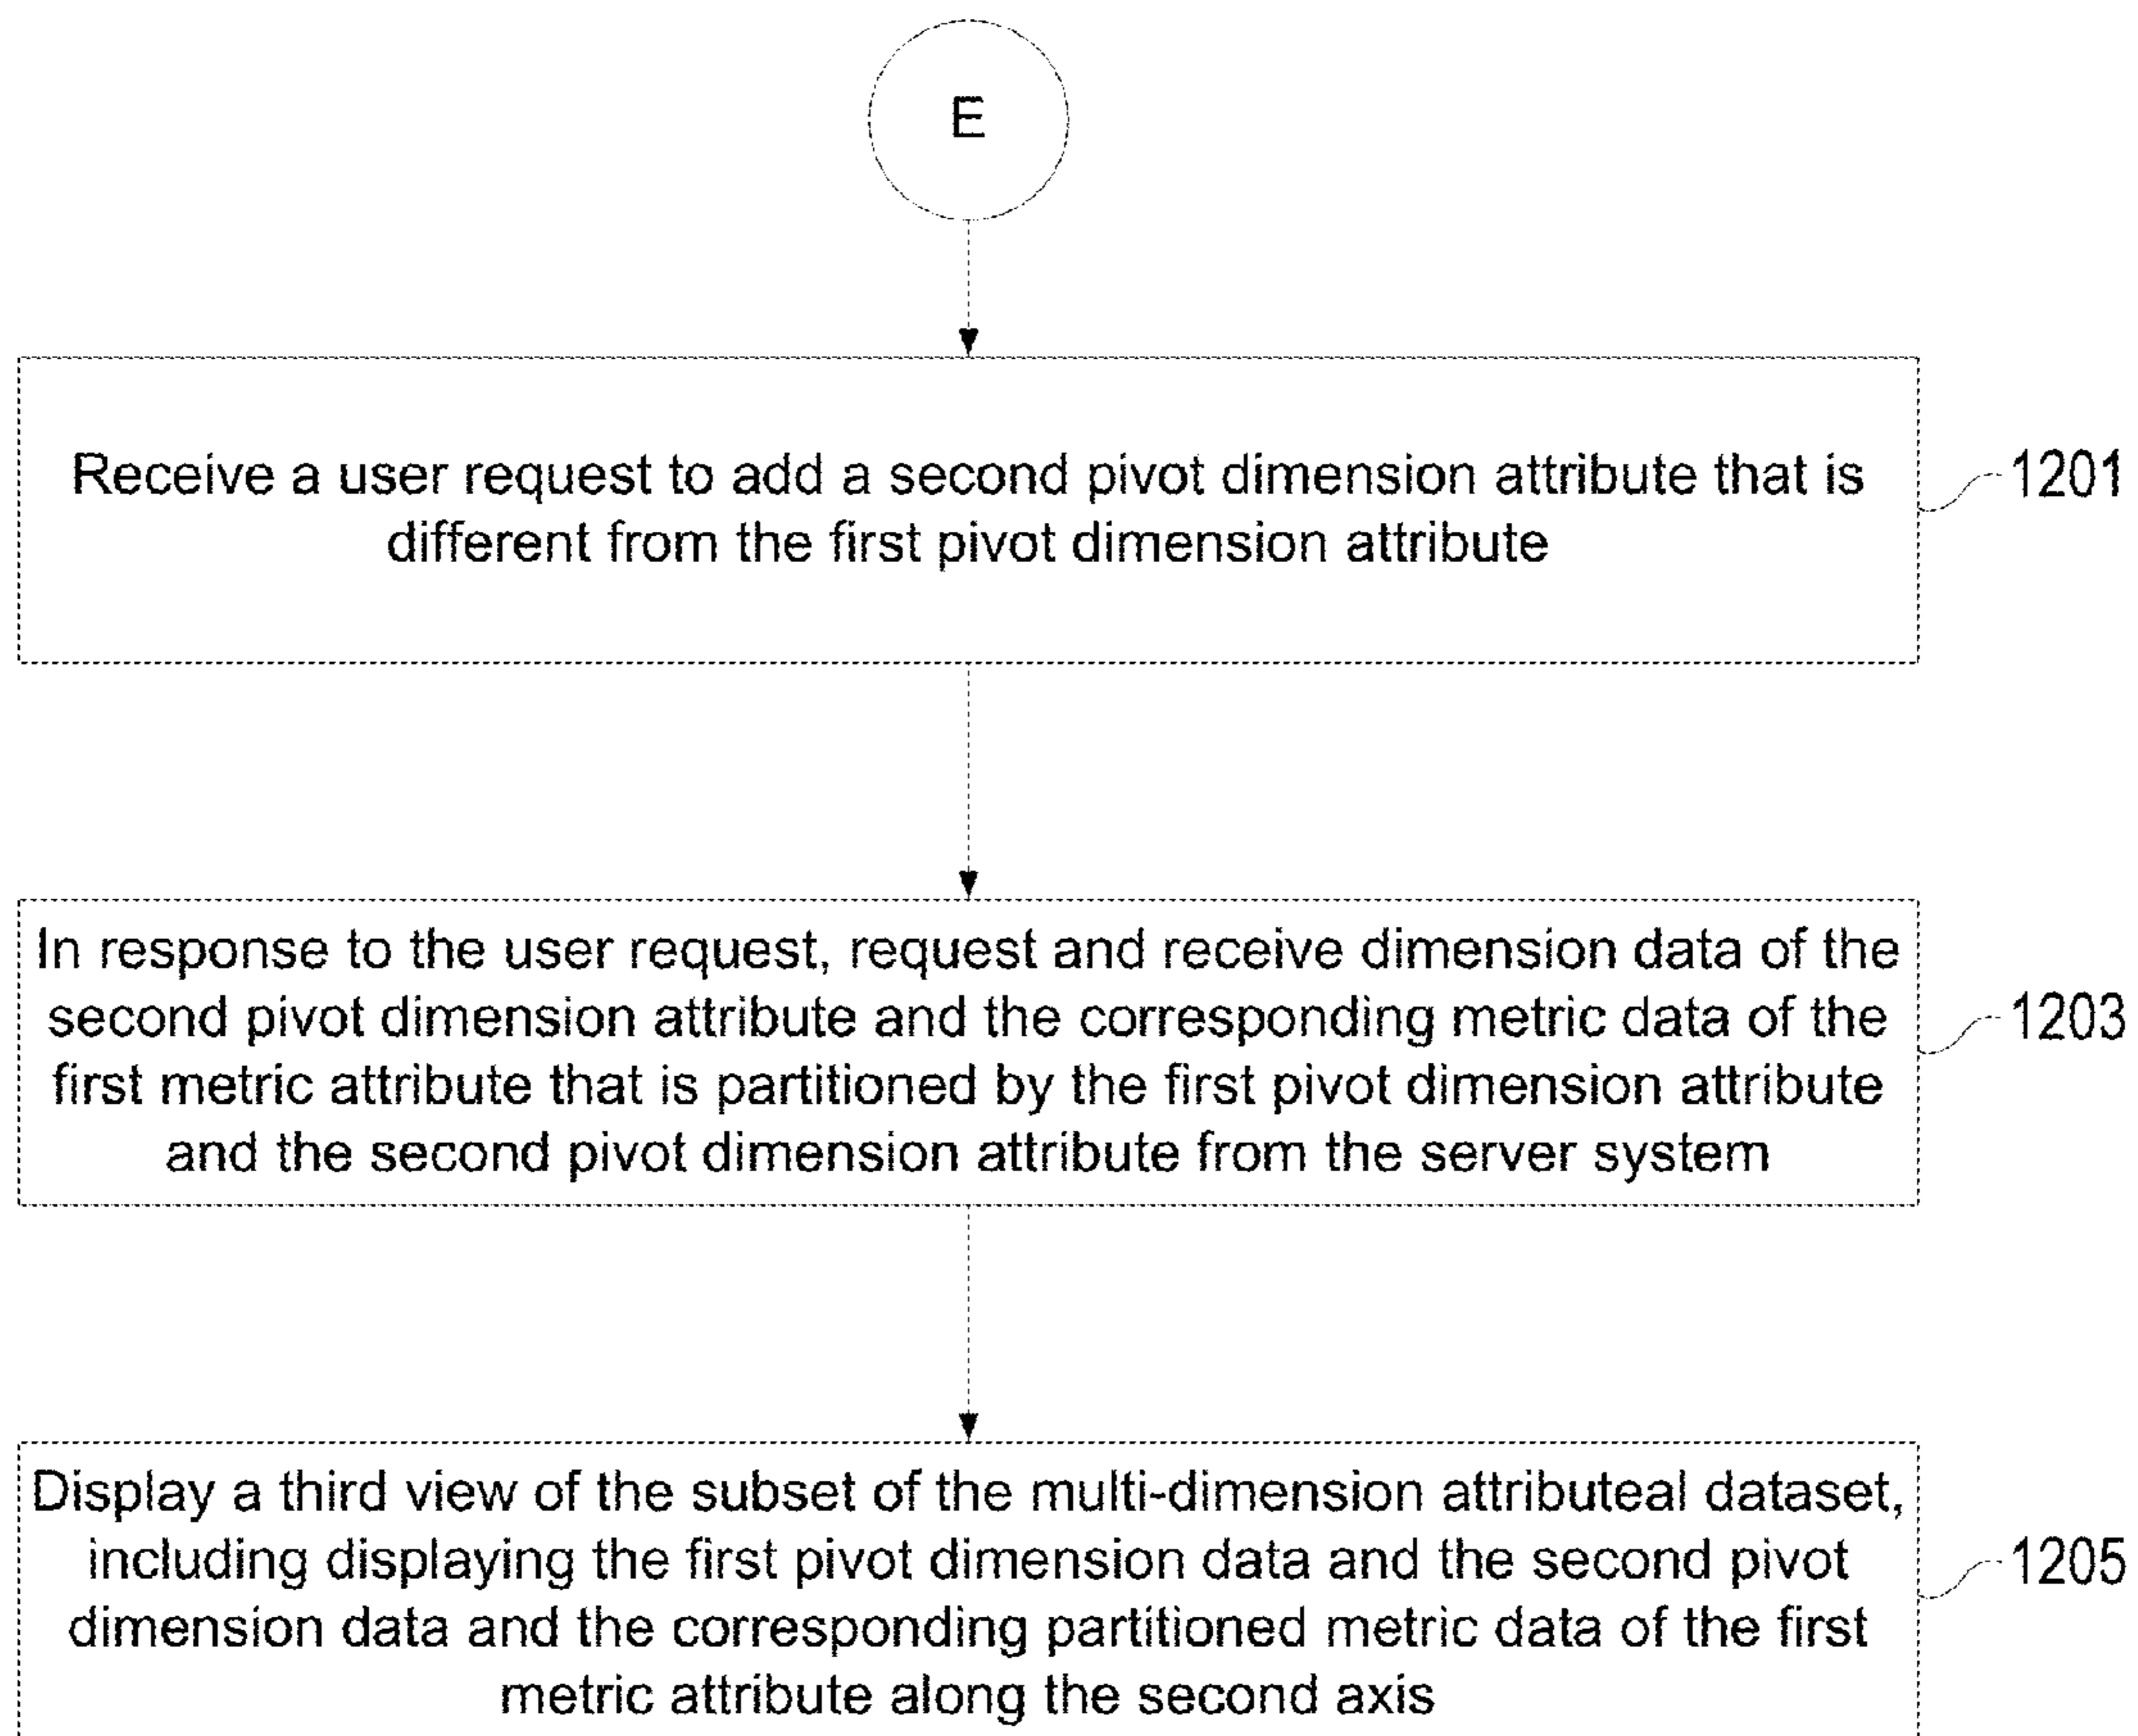 E
Receive a user request to add a second pivot dimension attribute that is
different from the first pivot dimension attribute
1201
In response to the user request, request and receive dimension data of the
second pivot dimension attribute and the corresponding metric data of the
first metric attribute that is partitioned by the first pivot dimension attribute
and the second pivot dimension attribute from the server system
1203
Display a third view of the subset of the multi-dimension attributeal dataset,
including displaying the first pivot dimension data and the second pivot
dimension data and the corresponding partitioned metric data of the first
metric attribute along the second axis
1205